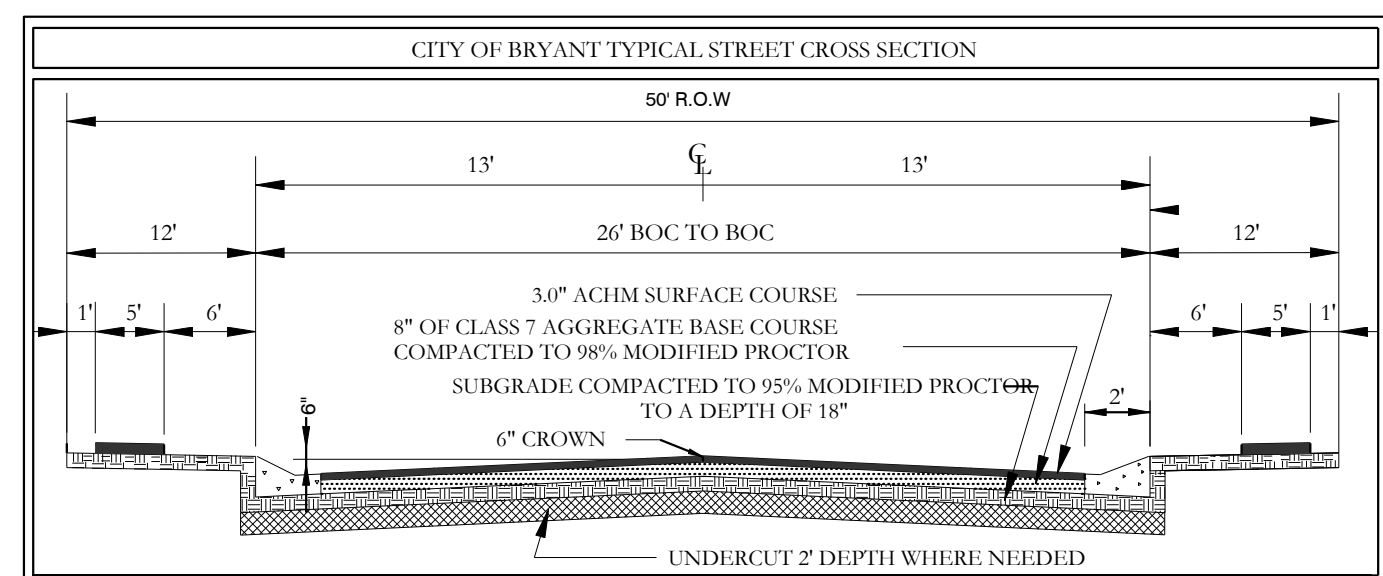 CITY OF BRYANT TYPICAL STREET CROSS SECTION
50' R.O.W
13'
CL
13'
12'
26' BOC TO BOC
12'
1'
5'
6'
3.0" ACHM SURFACE COURSE
8" OF CLASS 7 AGGREGATE BASE COURSE
COMPACTED TO 98% MODIFIED PROCTOR
6'
5'
1'
SUBGRADE COMPACTED TO 95% MODIFIED PROCTOR
TO A DEPTH OF 18"
2'
6"
6" CROWN
UNDERCUT 2' DEPTH WHERE NEEDED